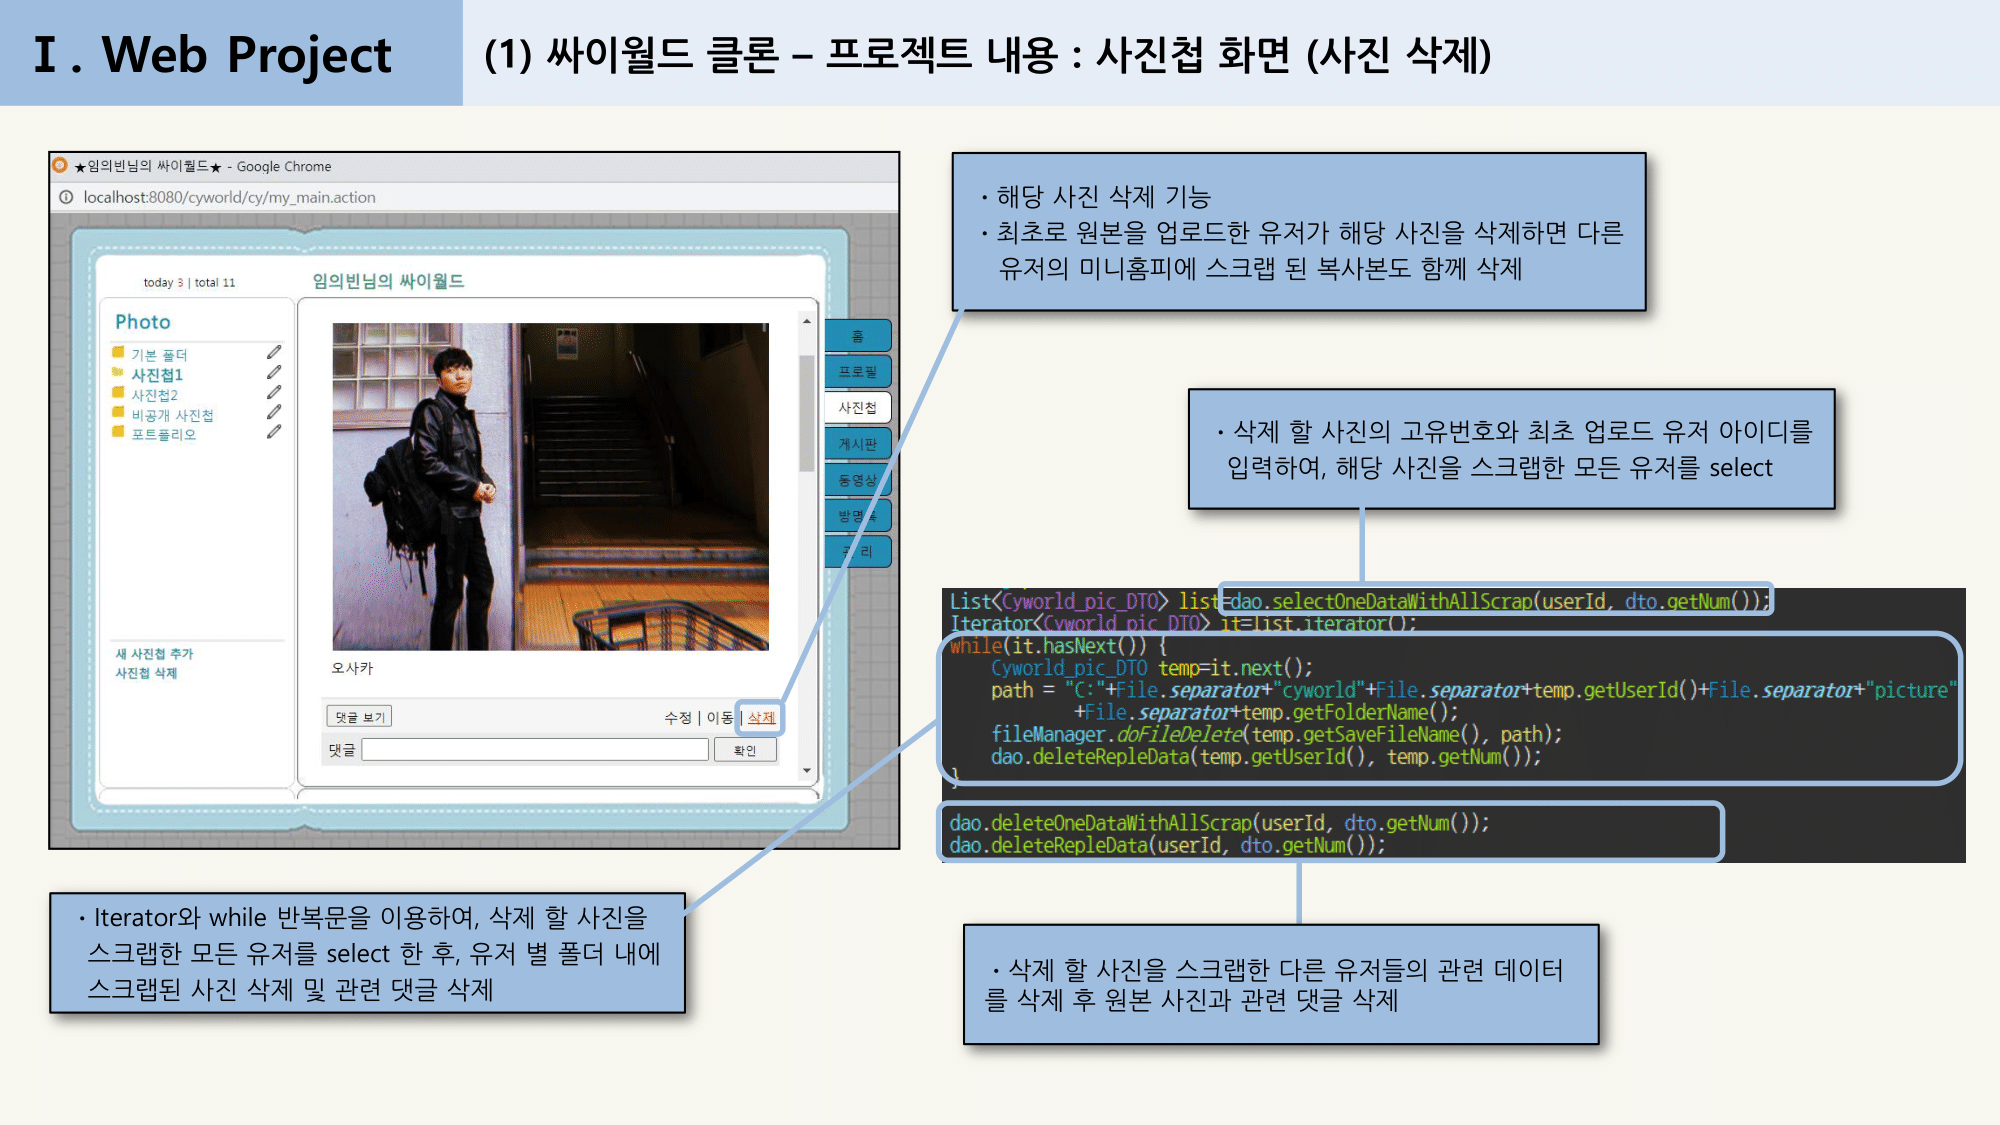 Ⅰ. Web Project
(1) 싸이월드 클론 – 프로젝트 내용 : 사진첩 화면 (사진 삭제)
★임의빈님의 싸이월드★ - Google Chrome
localhost:8080/cyworld/cy/my_main.action
today 3 | total 11
임의빈님의 싸이월드
Photo
기본 폴더
사진첩1
사진첩2
비공개 사진첩
포트폴리오
새 사진첩 추가
사진첩 삭제
오사카
댓글 보기
수정 | 이동 | 삭제
댓글
확인
홈
프로필
사진첩
게시판
동영상
방명록
관리
· 해당 사진 삭제 기능
· 최초로 원본을 업로드한 유저가 해당 사진을 삭제하면 다른
유저의 미니홈피에 스크랩 된 복사본도 함께 삭제
· 삭제 할 사진의 고유번호와 최초 업로드 유저 아이디를
입력하여, 해당 사진을 스크랩한 모든 유저를 select
List<Cyworld_pic_DTO> list=dao.selectOneDataWithAllScrap(userId, dto.getNum());
Iterator<Cyworld_pic_DTO> it=list.iterator();
while(it.hasNext()) {
Cyworld_pic_DTO temp=it.next();
path = "C:"+File.separator+"cyworld"+File.separator+temp.getUserId()+File.separator+"picture"
+File.separator+temp.getFolderName();
fileManager.doFileDelete(temp.getSaveFileName(), path);
dao.deleteRepleData(temp.getUserId(), temp.getNum());
}
dao.deleteOneDataWithAllScrap(userId, dto.getNum());
dao.deleteRepleData(userId, dto.getNum());
· Iterator와 while 반복문을 이용하여, 삭제 할 사진을
스크랩한 모든 유저를 select 한 후, 유저 별 폴더 내에
스크랩된 사진 삭제 및 관련 댓글 삭제
· 삭제 할 사진을 스크랩한 다른 유저들의 관련 데이터
를 삭제 후 원본 사진과 관련 댓글 삭제